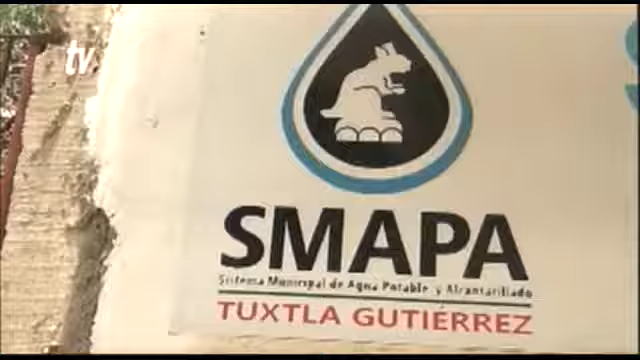 tv
SMAPA
Sistema Municipal de Agua Potable y Alcantarillado
TUXTLA GUTIÉRREZ